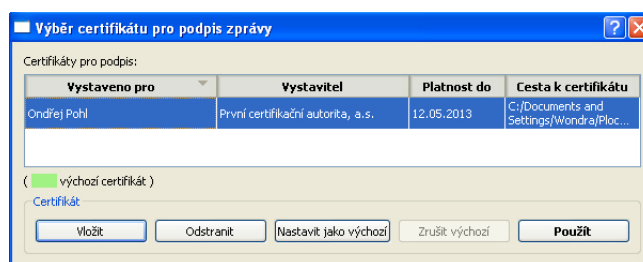 Výběr certifikátu pro podpis zprávy
Certifikáty pro podpis:
Vystaveno pro Vystavitel Platnost do Cesta k certifikátu
Ondřej Pohl První certifikační autorita, a.s. 12.05.2013 C:/Documents and
Settings/Wondra/Ploc...
( výchozí certifikát )
Certifikát
Vložit Odstranit Nastavit jako výchozí Zrušit výchozí Použít